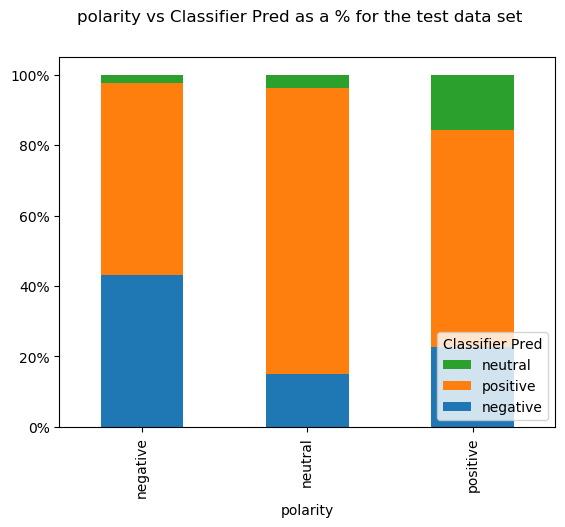 polarity vs Classifier Pred as a % for the test data set
100%
80%
60%
40%
20%
0%
Classifier Pred
neutral
positive
negative
negative
neutral
positive
polarity